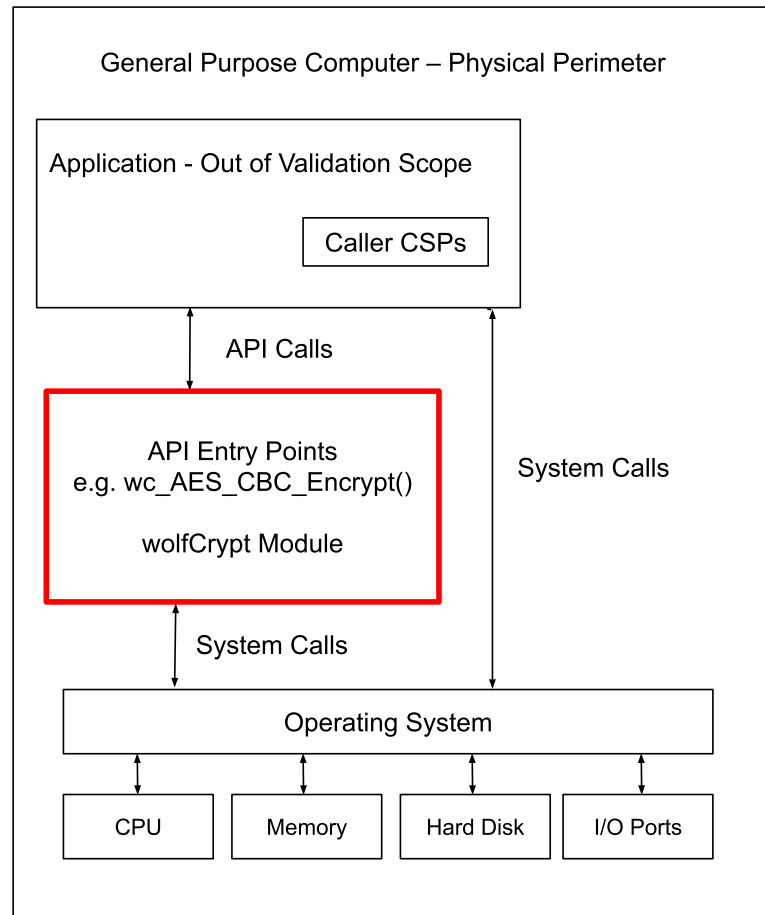 General Purpose Computer – Physical Perimeter
Application - Out of Validation Scope
Caller CSPs
API Calls
API Entry Points
e.g. wc_AES_CBC_Encrypt()
wolfCrypt Module
System Calls
System Calls
Operating System
CPU
Memory
Hard Disk
I/O Ports